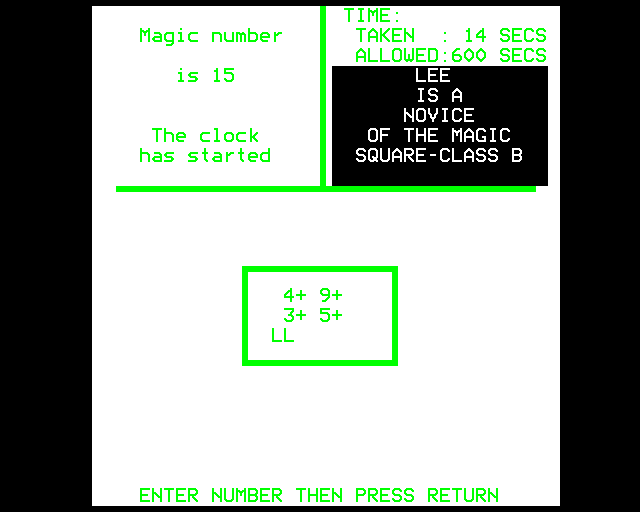 Magic number
is 15
The clock
has started
TIME:
TAKEN : 14 SECS
ALLOWED:600 SECS
LEE
IS A
NOVICE
OF THE MAGIC
SQUARE-CLASS B
4+ 9+
3+ 5+
LL
ENTER NUMBER THEN PRESS RETURN